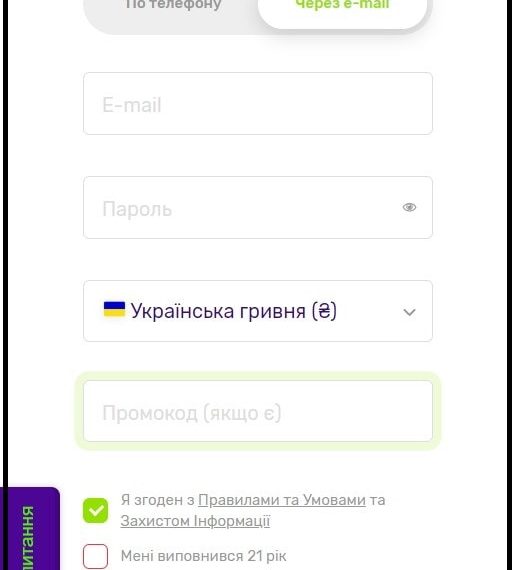 По телефону
Через e-mail
E-mail
Пароль
Українська гривня (₴)
Промокод (якщо є)
Я згоден з Правилами та Умовами та
Захистом Інформації
Мені виповнився 21 рік